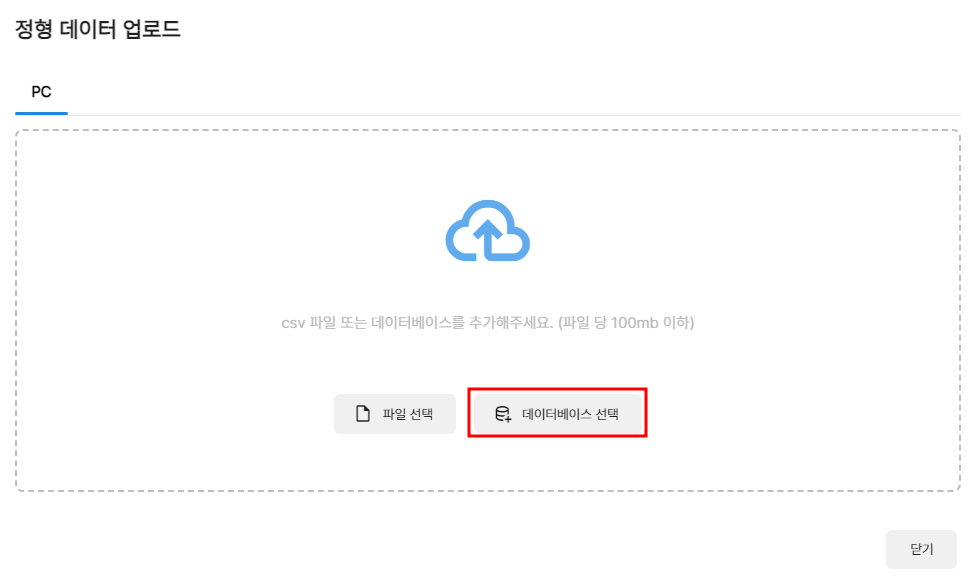 정형 데이터 업로드
PC
csv 파일 또는 데이터베이스를 추가해주세요. (파일 당 100mb 이하)
파일 선택
데이터베이스 선택
닫기